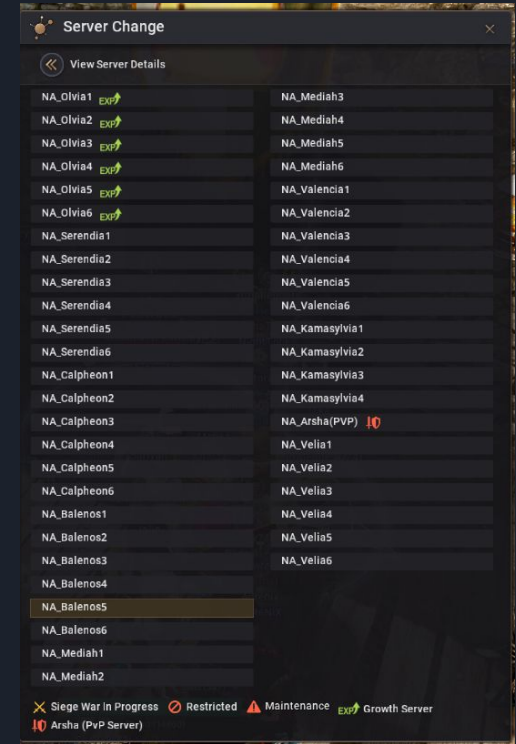 Server Change
View Server Details
NA_Olvia1 EXP
NA_Olvia2 EXP
NA_Olvia3 EXP
NA_Olvia4 EXP
NA_Olvia5 EXP
NA_Olvia6 EXP
NA_Serendia1
NA_Serendia2
NA_Serendia3
NA_Serendia4
NA_Serendia5
NA_Serendia6
NA_Calpheon1
NA_Calpheon2
NA_Calpheon3
NA_Calpheon4
NA_Calpheon5
NA_Calpheon6
NA_Balenos1
NA_Balenos2
NA_Balenos3
NA_Balenos4
NA_Balenos5
NA_Balenos6
NA_Mediah1
NA_Mediah2
NA_Mediah3
NA_Mediah4
NA_Mediah5
NA_Mediah6
NA_Valencia1
NA_Valencia2
NA_Valencia3
NA_Valencia4
NA_Valencia5
NA_Valencia6
NA_Kamasylvia1
NA_Kamasylvia2
NA_Kamasylvia3
NA_Kamasylvia4
NA_Arsha(PVP)
NA_Velia1
NA_Velia2
NA_Velia3
NA_Velia4
NA_Velia5
NA_Velia6
Siege War In Progress Restricted Maintenance EXP Growth Server
Arsha (PvP Server)